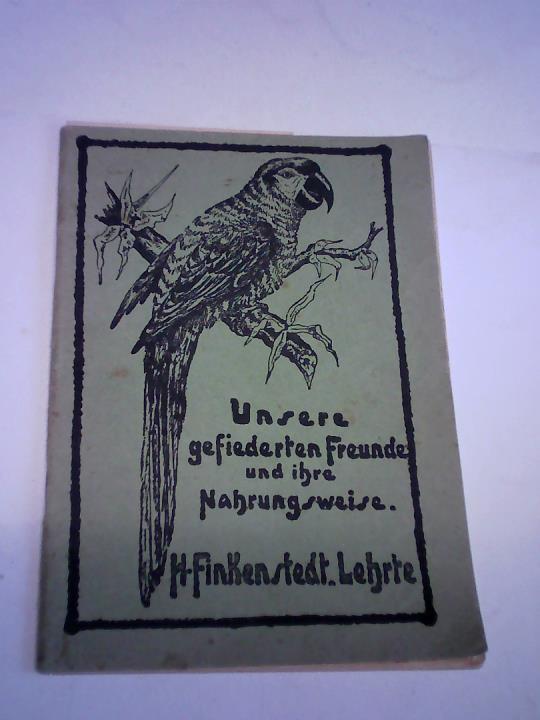 Unsere
gefiederten Freunde
und ihre
Nahrungsweise.
H. Finkenstedt. Lehrte